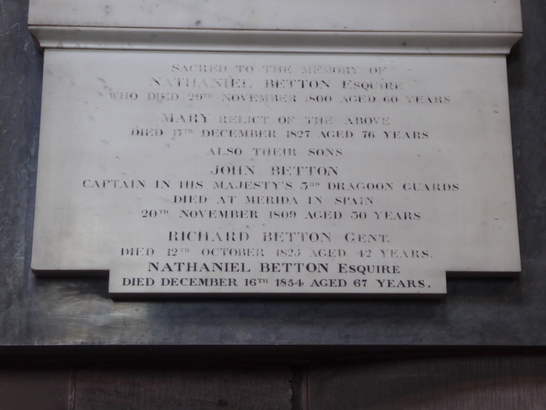 SACRED TO THE MEMORY OF
NATHANIEL BETTON ESQUIRE
WHO DIED 29TH NOVEMBER 1800 AGED 60 YEARS
MARY RELICT OF THE ABOVE
DIED 17TH DECEMBER 1827 AGED 76 YEARS
ALSO THEIR SONS
JOHN BETTON
CAPTAIN IN HIS MAJESTY'S 3RD DRAGOON GUARDS
DIED AT MERIDA IN SPAIN
20TH NOVEMBER 1809 AGED 30 YEARS
RICHARD BETTON GENT.
DIED 12TH OCTOBER 1825 AGED 42 YEARS.
NATHANIEL BETTON ESQUIRE
DIED DECEMBER 16TH 1854 AGED 67 YEARS.